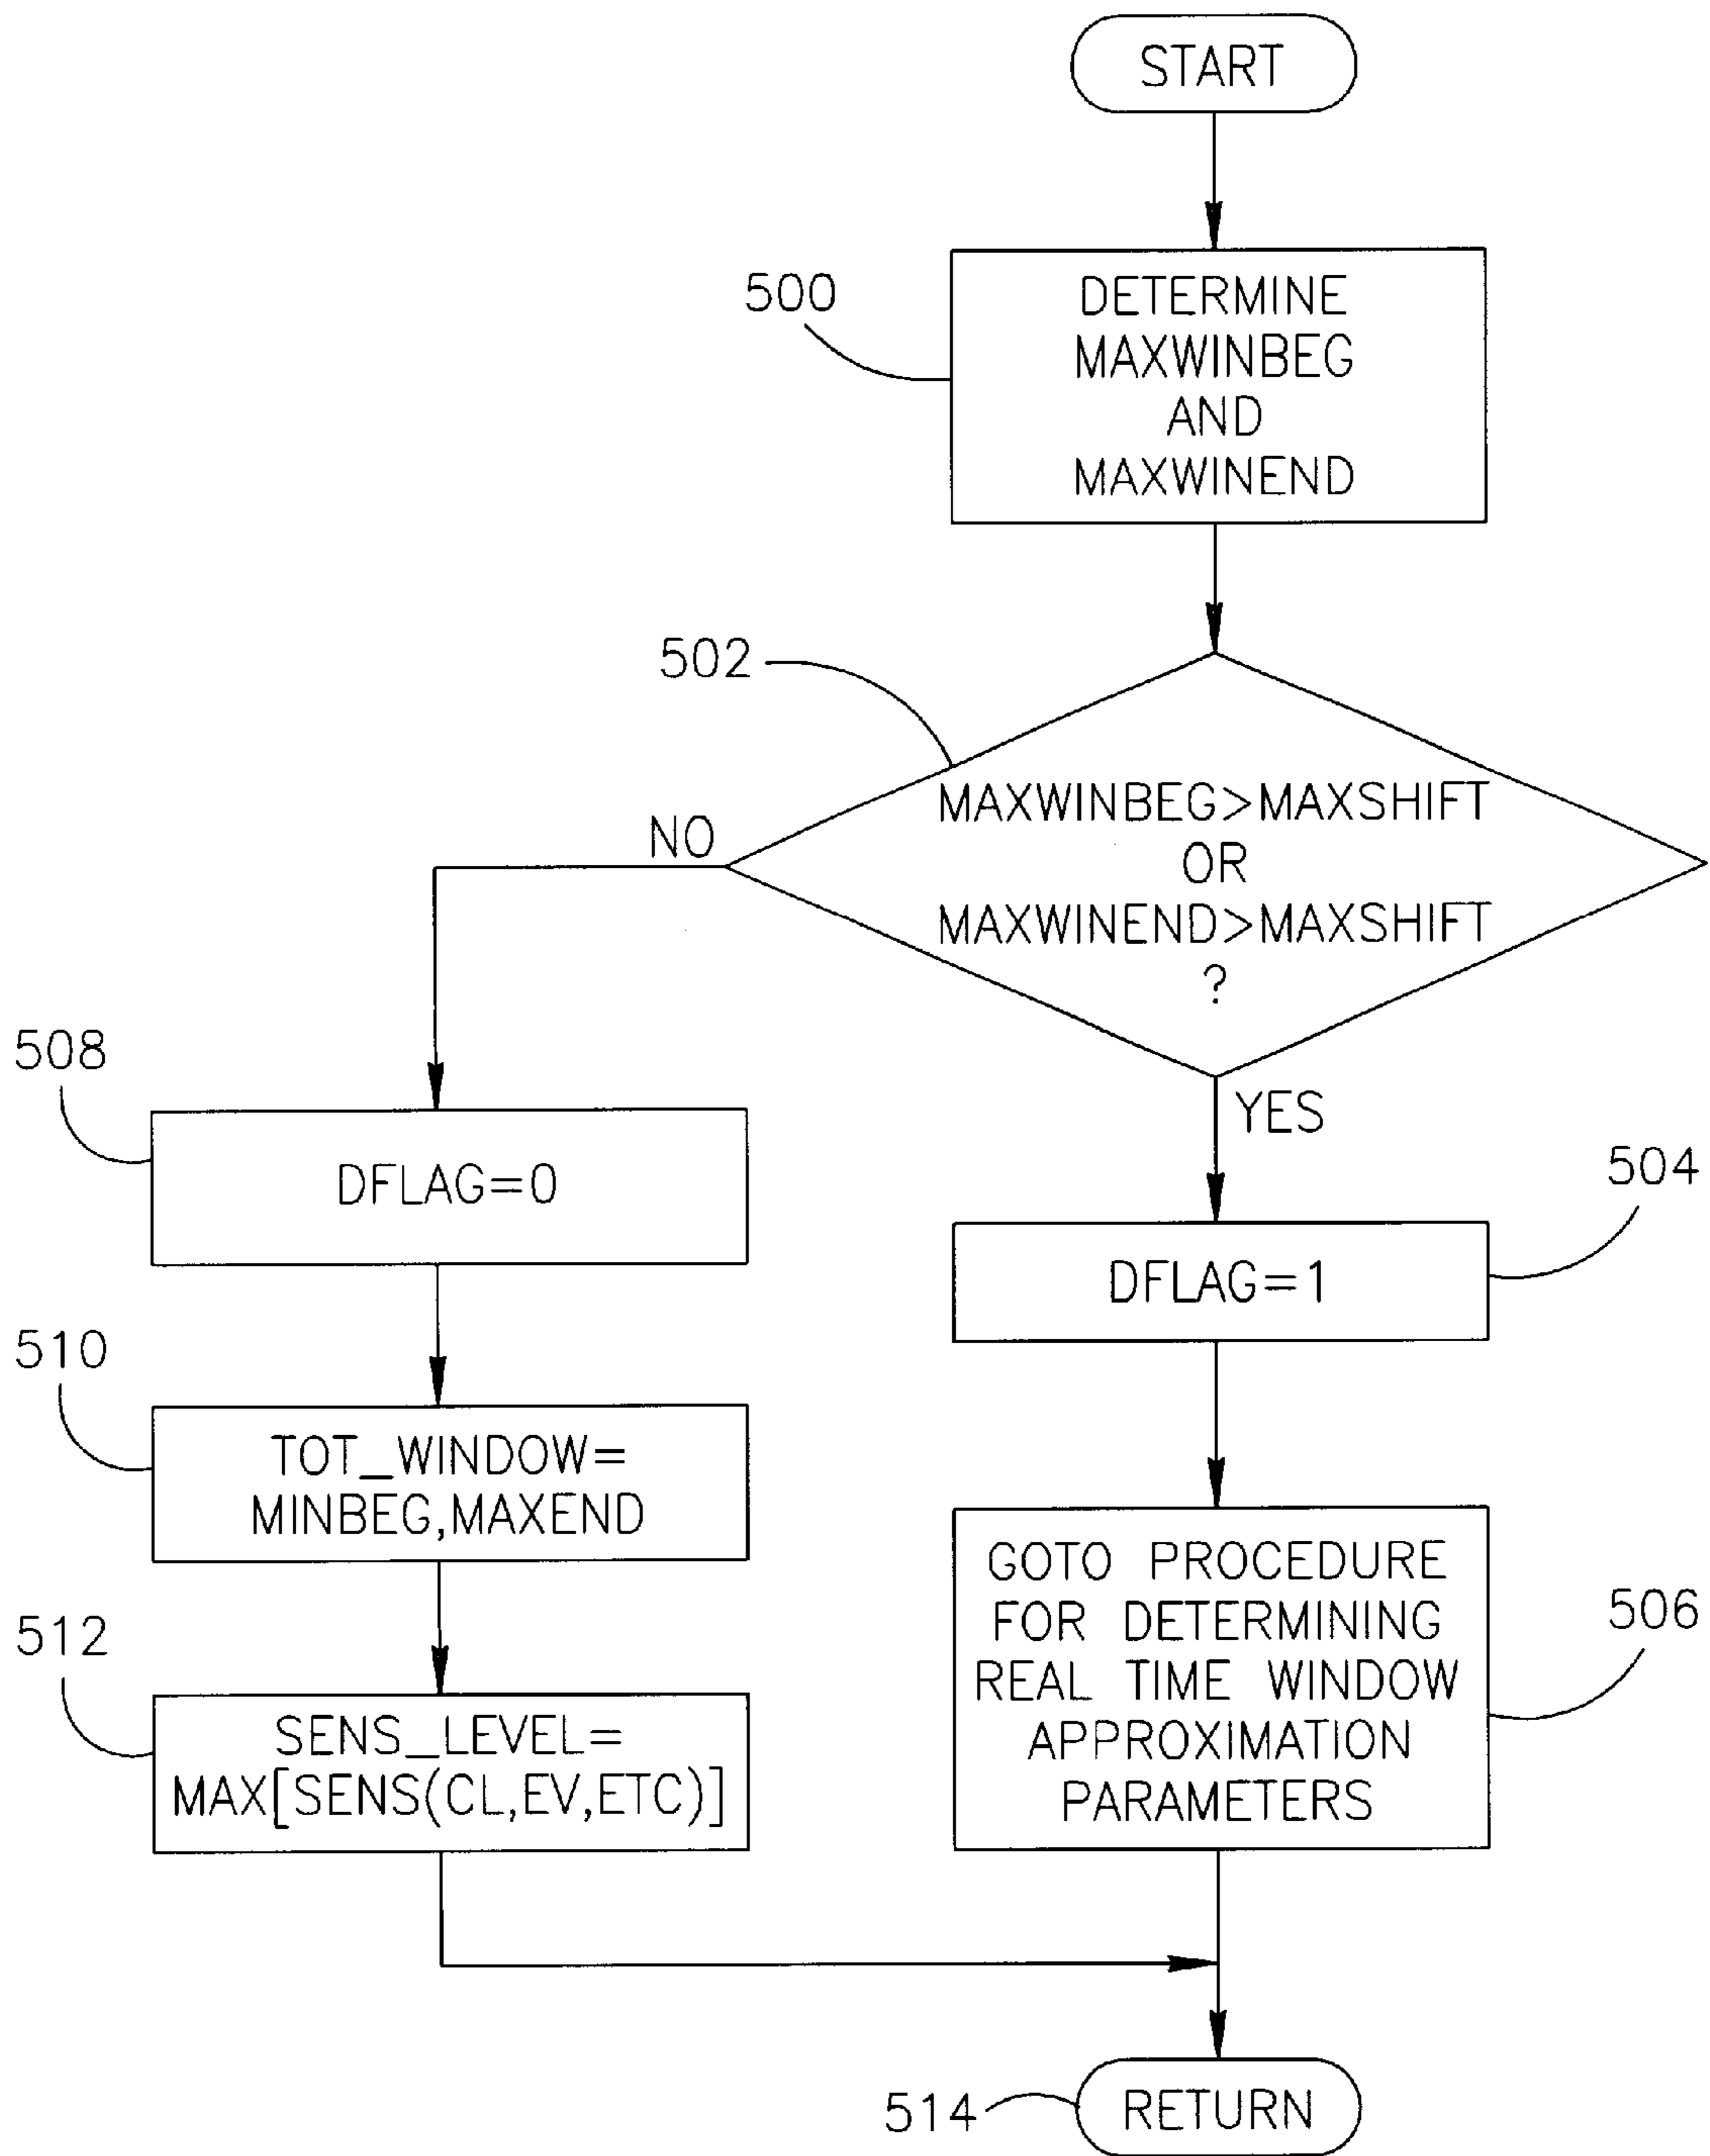 START
500
DETERMINE
MAXWINBEG
AND
MAXWINEND
502
MAXWINBEG>MAXSHIFT
OR
MAXWINEND>MAXSHIFT
?
NO
YES
508
DFLAG=0
504
DFLAG=1
510
TOT_WINDOW=
MINBEG,MAXEND
512
SENS_LEVEL=
MAX[SENS(CL,EV,ETC)]
GOTO PROCEDURE
FOR DETERMINING
REAL TIME WINDOW
APPROXIMATION
PARAMETERS
506
514
RETURN